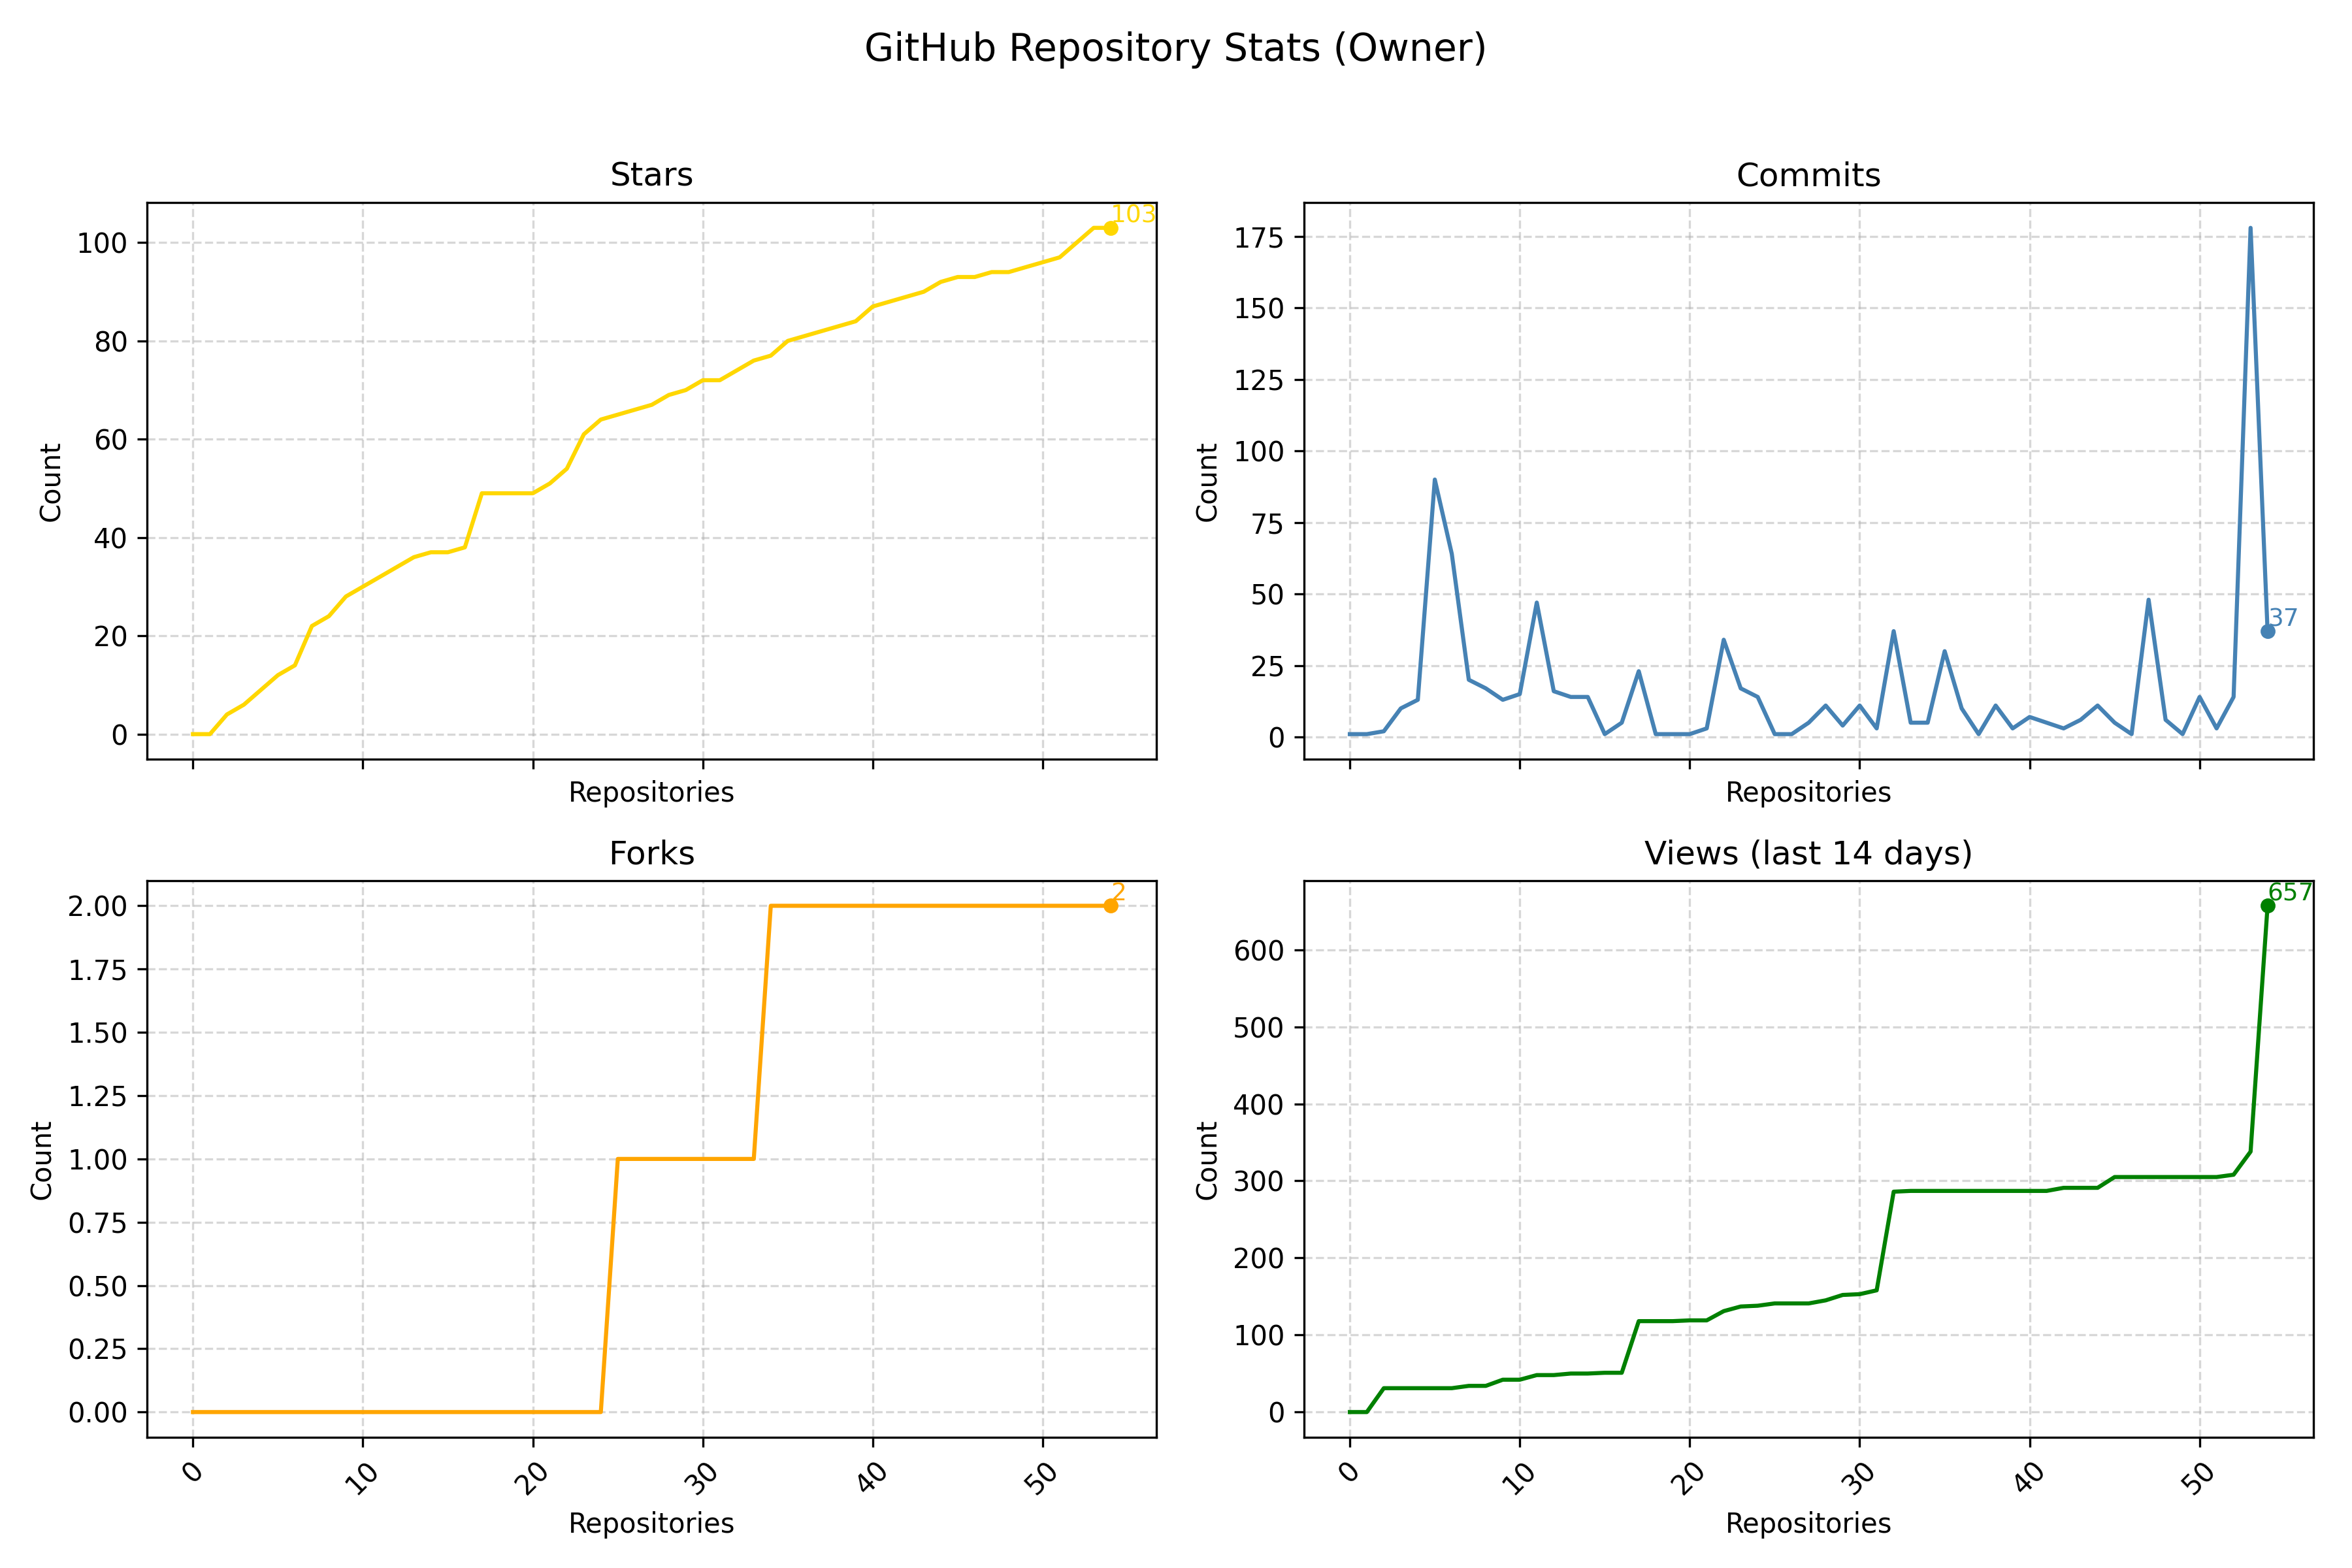 GitHub Repository Stats (Owner)
Stars
103
100
80
60
40
20
0
Count
Repositories
Commits
175
150
125
100
75
50
25
0
37
Count
Repositories
Forks
2
2.00
1.75
1.50
1.25
1.00
0.75
0.50
0.25
0.00
Count
0 10 20 30 40 50
Repositories
Views (last 14 days)
657
600
500
400
300
200
100
0
Count
0 10 20 30 40 50
Repositories